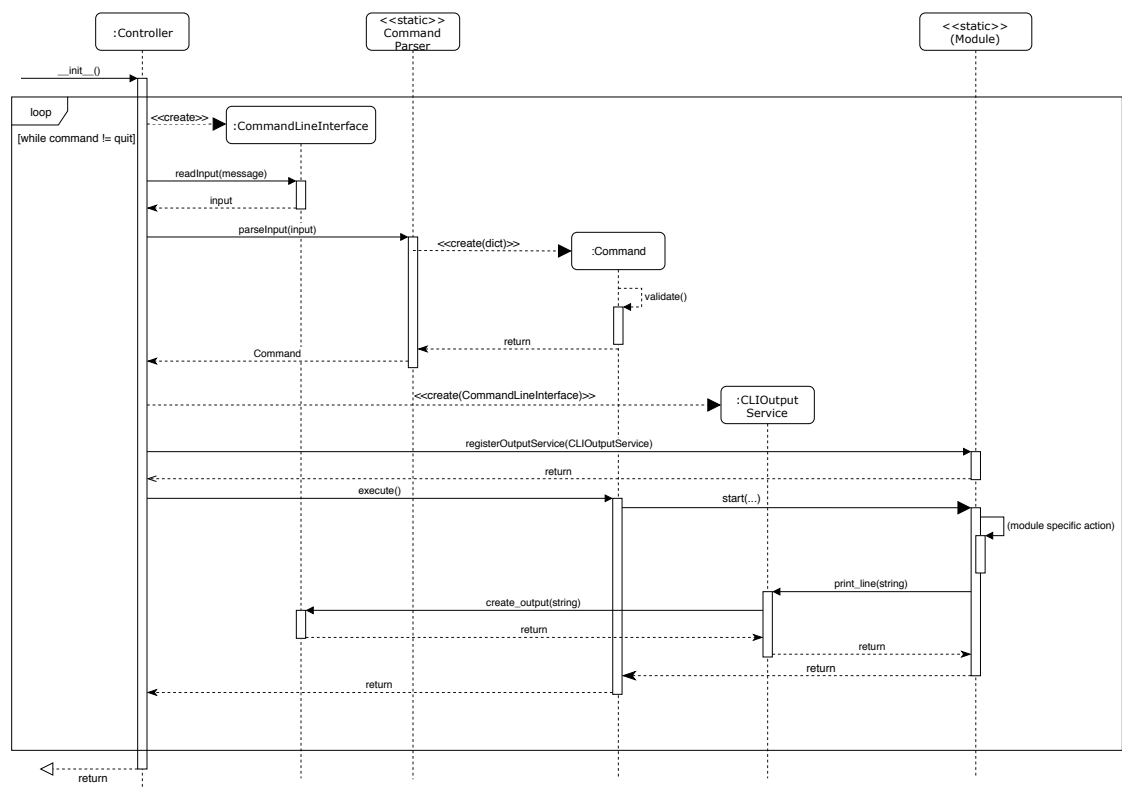 :Controller
<<static>>
Command
Parser
<<static>>
(Module)
__init__()
loop
[while command != quit]
<<create>>
:CommandLineInterface
readInput(message)
input
parseInput(input)
<<create(dict)>>
:Command
validate()
return
Command
<<create(CommandLineInterface)>>
:CLIOutput
Service
registerOutputService(CLIOutputService)
return
execute()
start(...)
(module specific action)
print_line(string)
create_output(string)
return
return
return
return
return